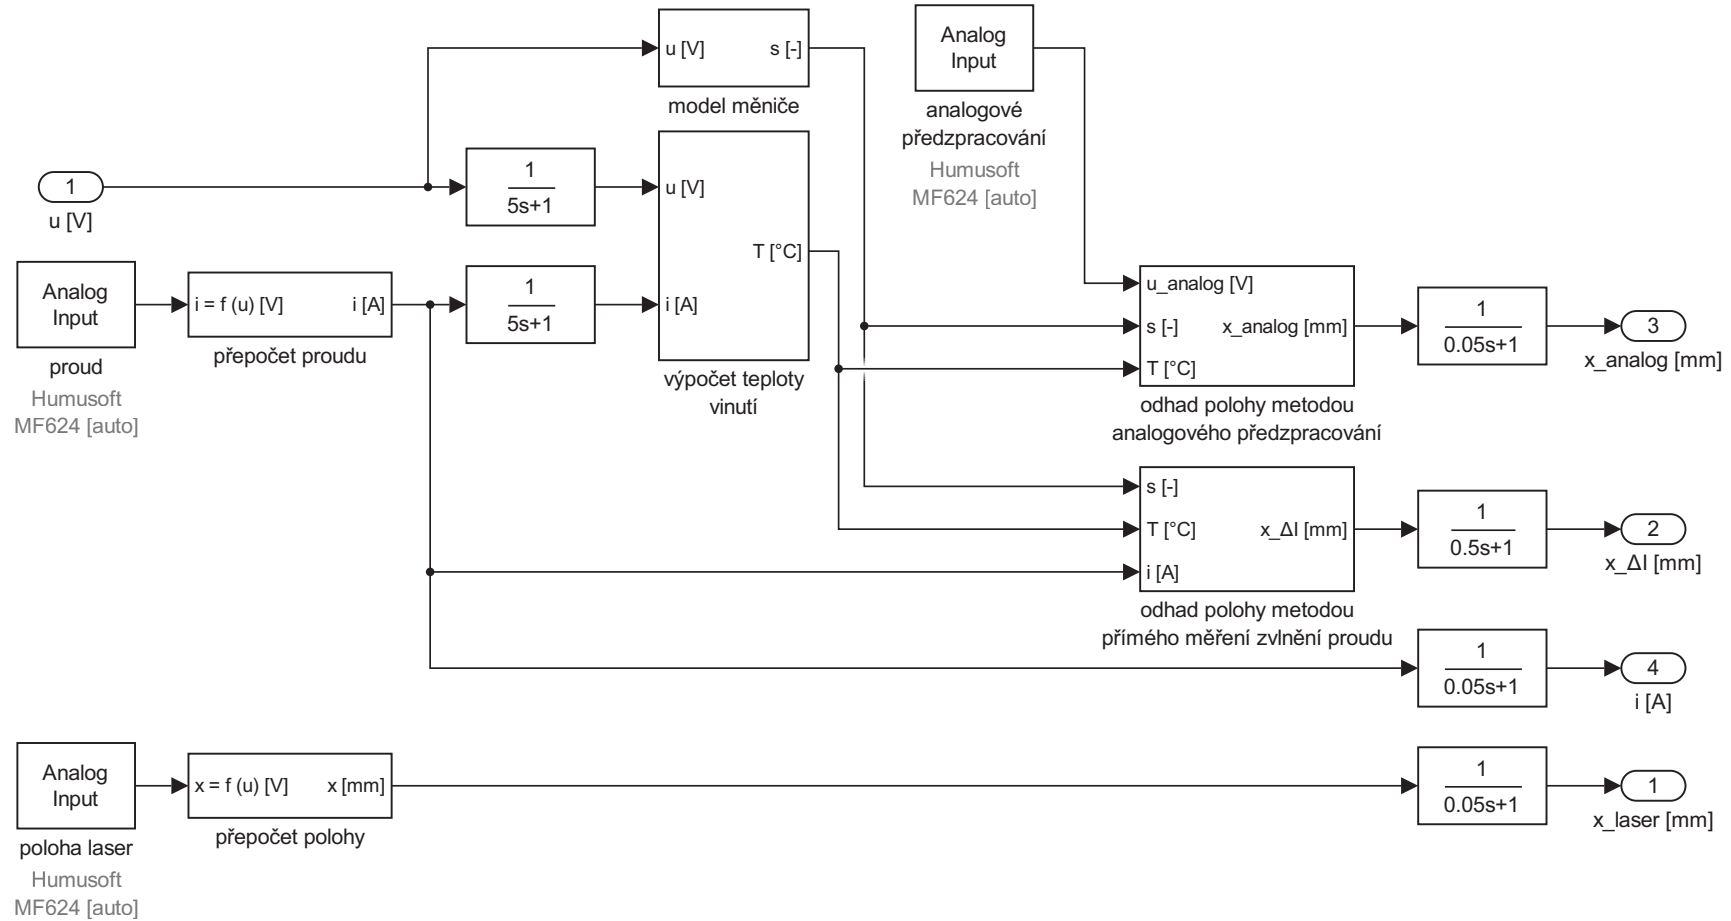 u [V] s [-]
model měniče
Analog
Input
analogové
předzpracování
Humusoft
MF624 [auto]
1
u [V]
1
5s+1
u [V]
T [°C]
i [A]
výpočet teploty
vinutí
Analog
Input
proud
Humusoft
MF624 [auto]
i = f (u) [V] i [A]
přepočet proudu
1
5s+1
u_analog [V]
s [-] x_analog [mm]
T [°C]
odhad polohy metodou
analogového předzpracování
1
0.05s+1
3
x_analog [mm]
s [-]
T [°C] x_ΔI [mm]
i [A]
odhad polohy metodou
přímého měření zvlnění proudu
1
0.5s+1
2
x_ΔI [mm]
1
0.05s+1
4
i [A]
Analog
Input
poloha laser
Humusoft
MF624 [auto]
x = f (u) [V] x [mm]
přepočet polohy
1
0.05s+1
1
x_laser [mm]